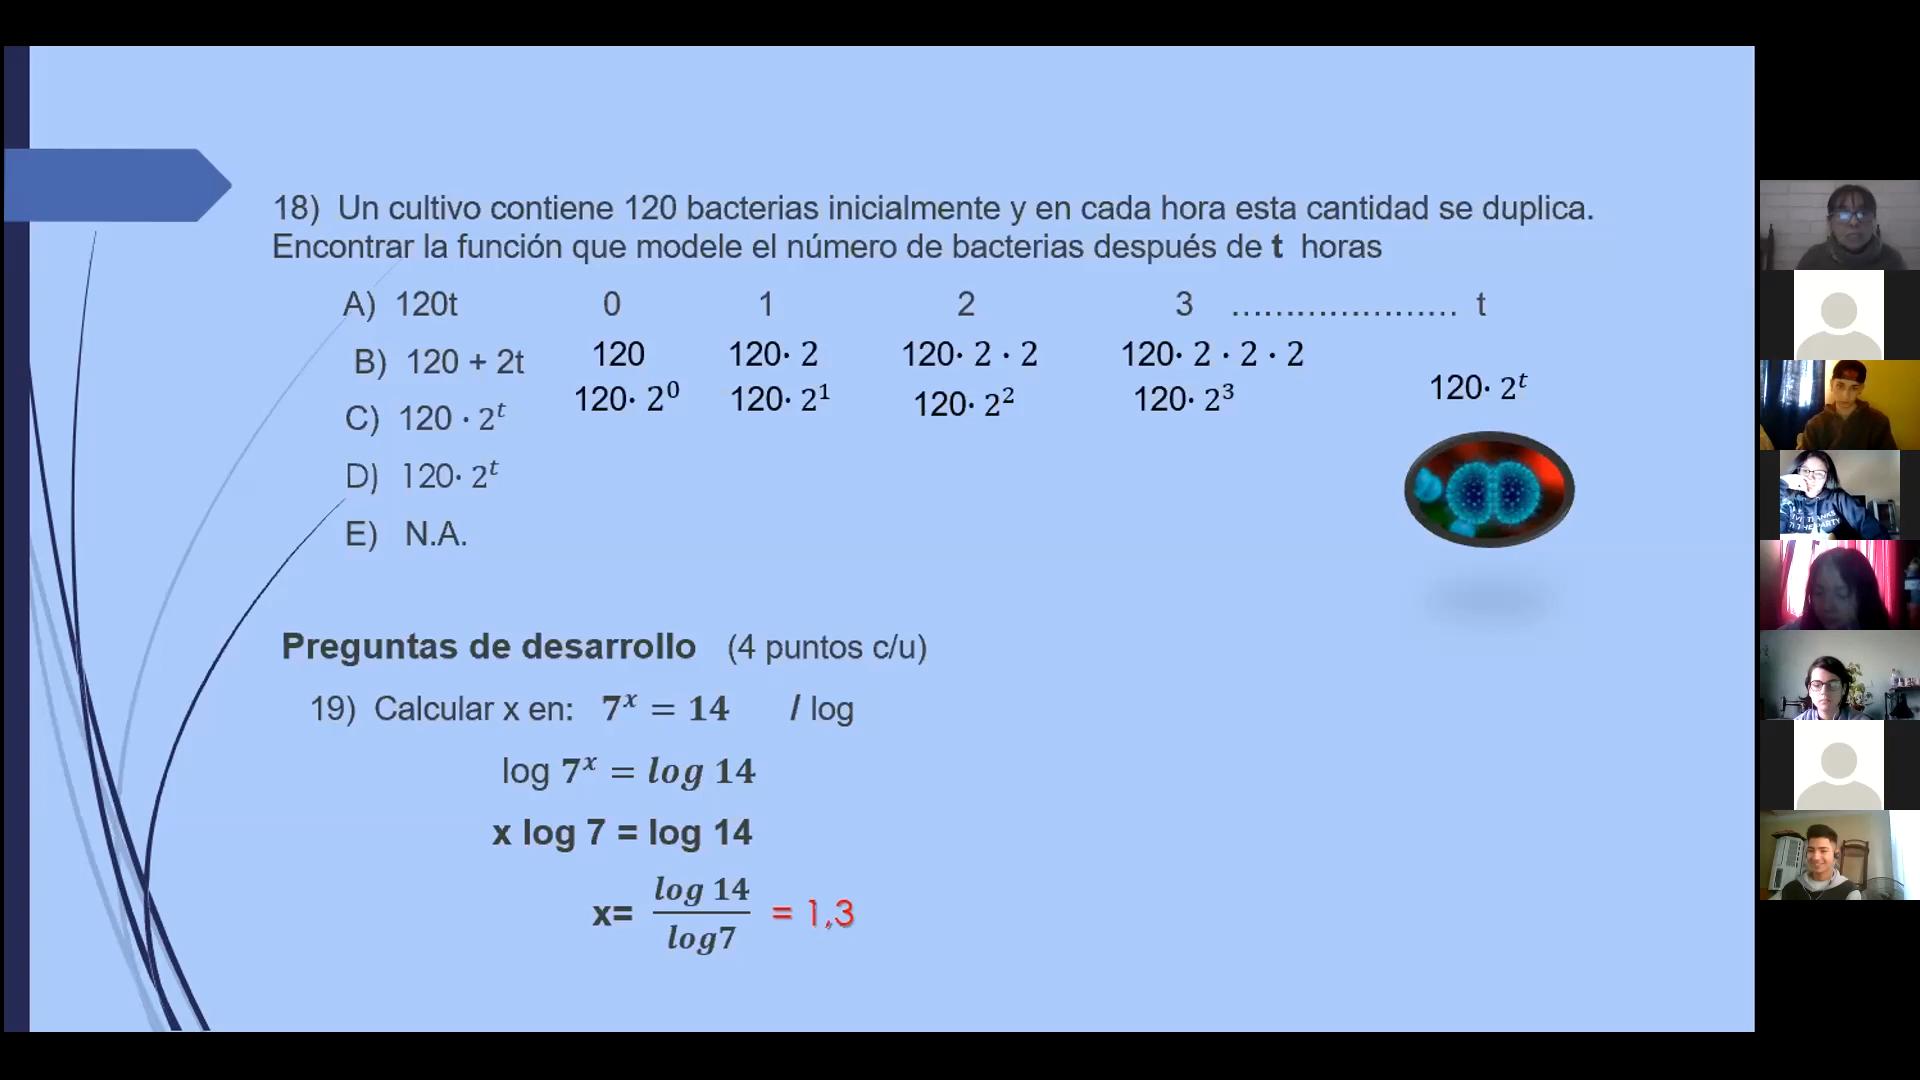 18) Un cultivo contiene 120 bacterias inicialmente y en cada hora esta cantidad se duplica.
Encontrar la función que modele el número de bacterias después de t horas
A) 120t 0 1 2 3 ..................... t
B) 120 + 2t 120 120· 2 120· 2 · 2 120· 2 · 2 · 2
120· 2⁰ 120· 2¹ 120· 2² 120· 2³ 120· 2ᵗ
C) 120 · 2ᵗ
D) 120· 2ᵗ
E) N.A.
Preguntas de desarrollo (4 puntos c/u)
19) Calcular x en: 7ˣ = 14 / log
log 7ˣ = log 14
x log 7 = log 14
x= log 14 / log7 = 1,3